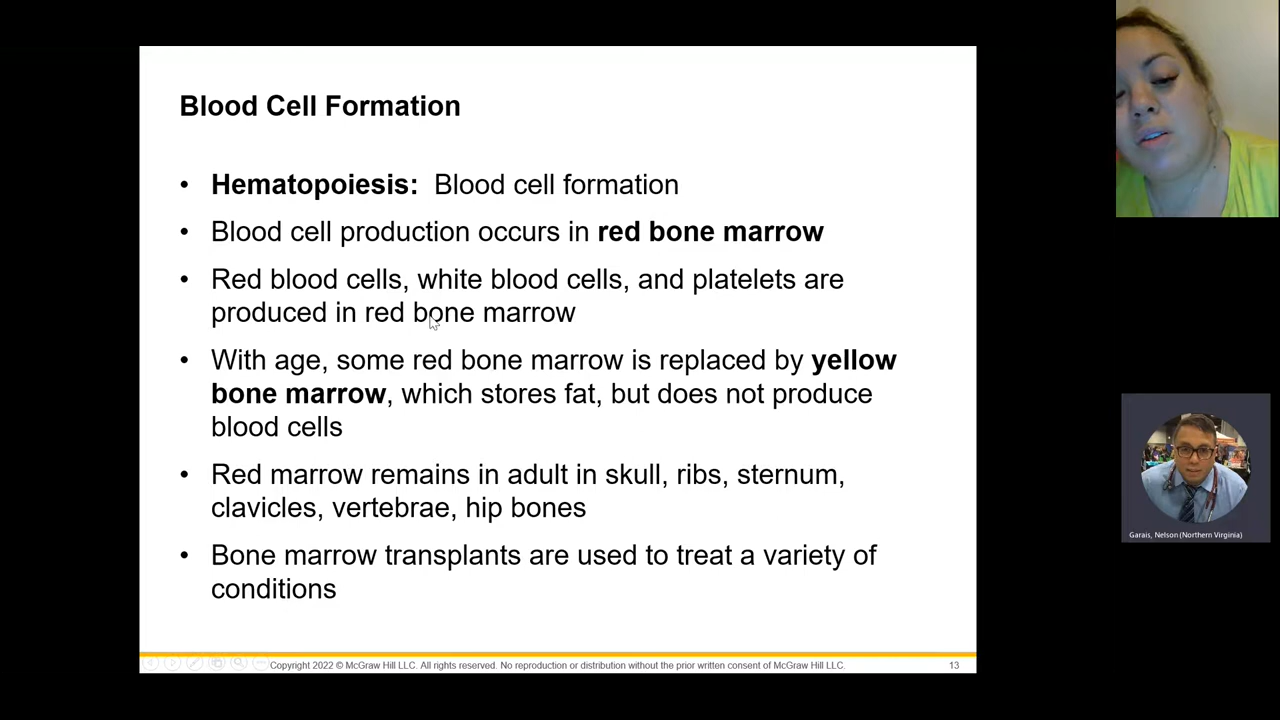 Blood Cell Formation
• Hematopoiesis: Blood cell formation
• Blood cell production occurs in red bone marrow
• Red blood cells, white blood cells, and platelets are
produced in red bone marrow
• With age, some red bone marrow is replaced by yellow
bone marrow, which stores fat, but does not produce
blood cells
• Red marrow remains in adult in skull, ribs, sternum,
clavicles, vertebrae, hip bones
• Bone marrow transplants are used to treat a variety of
conditions
Copyright 2022 © McGraw Hill LLC. All rights reserved. No reproduction or distribution without the prior written consent of McGraw Hill LLC.
13
Garais, Nelson (Northern Virginia)